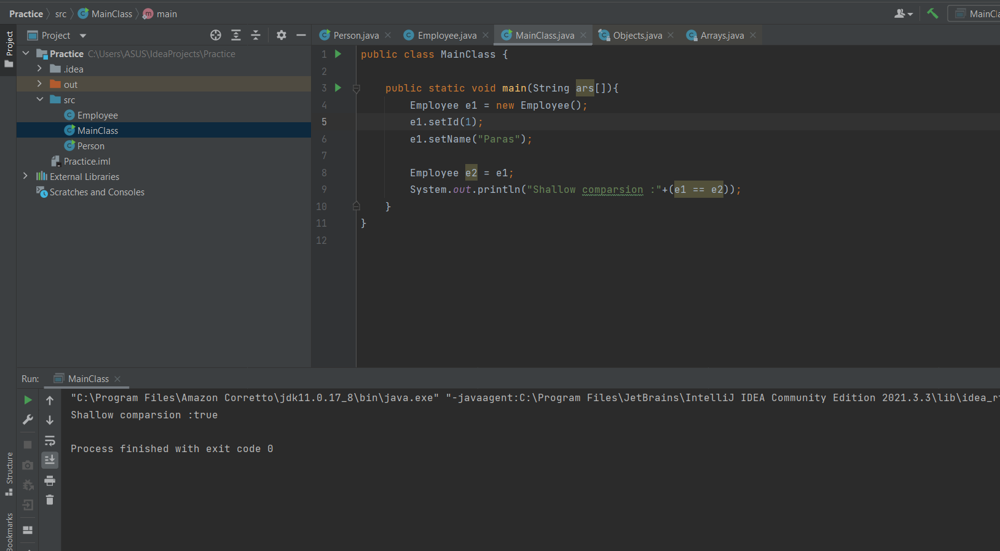 Practice src MainClass main MainCl
Project
Project
Person.java Employee.java MainClass.java Objects.java Arrays.java
Practice C:\Users\ASUS\IdeaProjects\Practice
.idea
out
src
Employee
MainClass
Person
Practice.iml
External Libraries
Scratches and Consoles
1 public class MainClass {
2
3 public static void main(String ars[]){
4 Employee e1 = new Employee();
5 e1.setId(1);
6 e1.setName("Paras");
7
8 Employee e2 = e1;
9 System.out.println("Shallow comparsion :"+(e1 == e2));
10 }
11 }
12
Run: MainClass
"C:\Program Files\Amazon Corretto\jdk11.0.17_8\bin\java.exe" "-javaagent:C:\Program Files\JetBrains\IntelliJ IDEA Community Edition 2021.3.3\lib\idea_r
Shallow comparsion :true
Process finished with exit code 0
Structure
Bookmarks